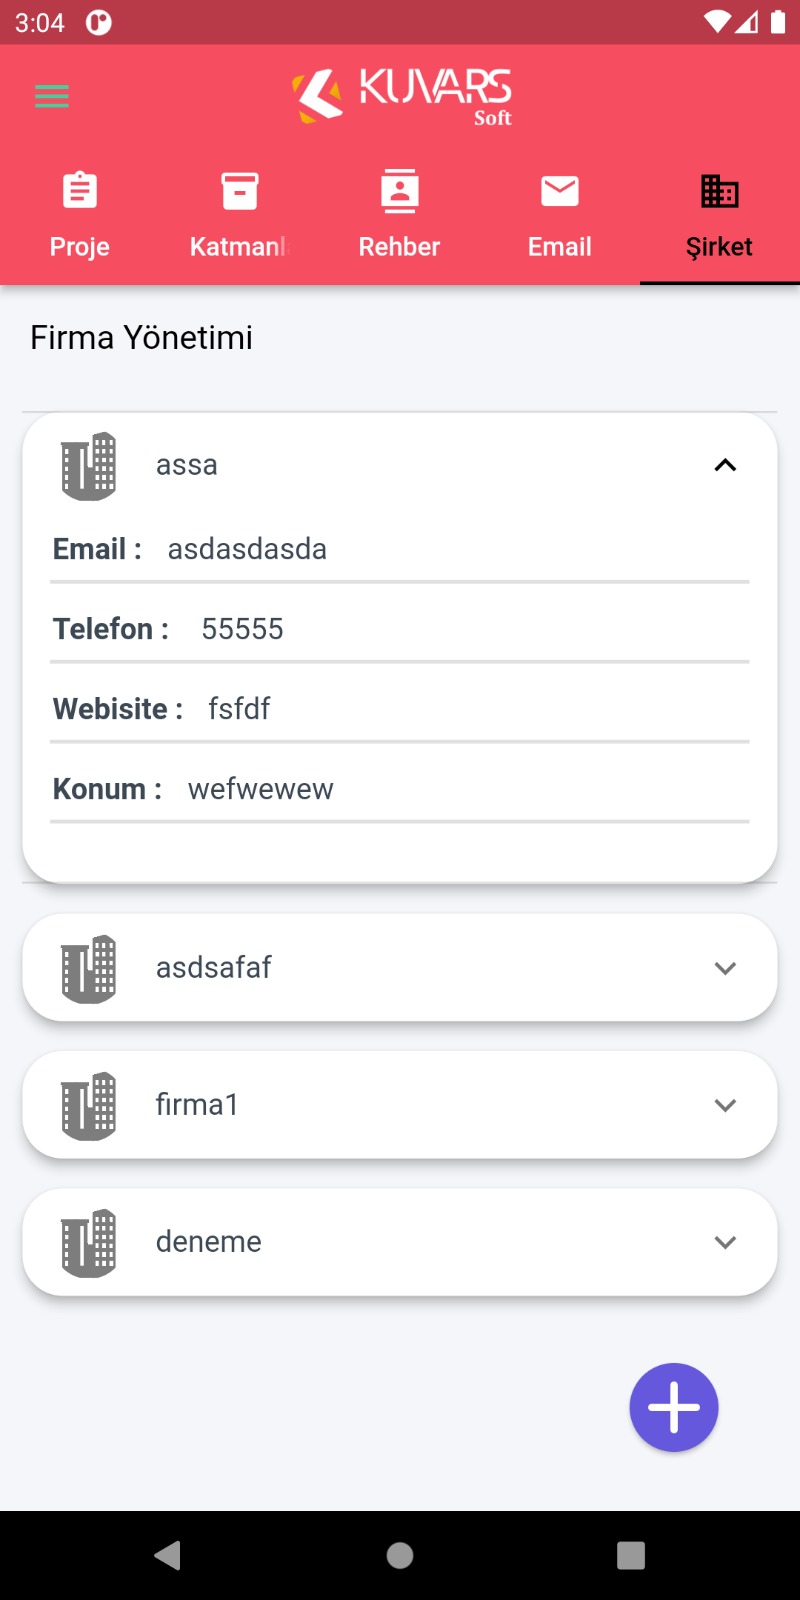 3:04
KUVARS
Soft
Proje
Katmanl
Rehber
Email
Şirket
Firma Yönetimi
assa
Email : asdasdasda
Telefon : 55555
Webisite : fsfdf
Konum : wefwewew
asdsafaf
firma1
deneme